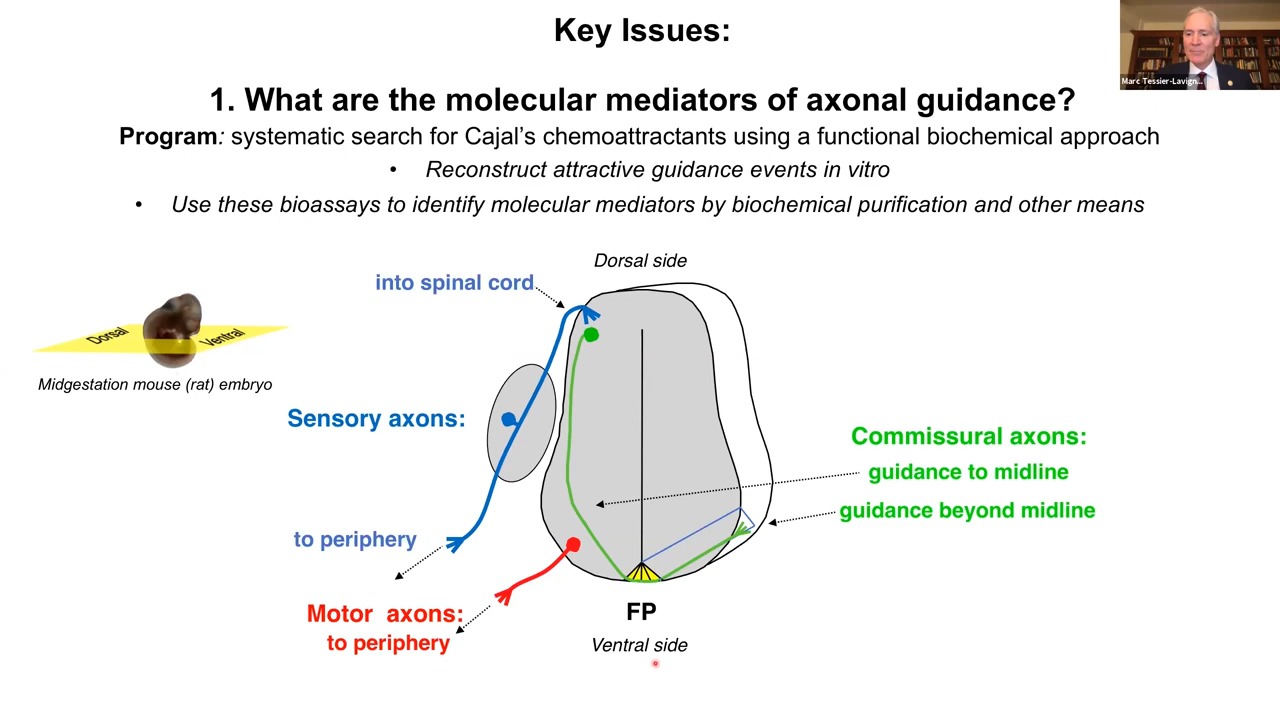 Key Issues:
Marc Tessier-Lavign...
1. What are the molecular mediators of axonal guidance?
Program: systematic search for Cajal's chemoattractants using a functional biochemical approach
• Reconstruct attractive guidance events in vitro
• Use these bioassays to identify molecular mediators by biochemical purification and other means
Dorsal side
into spinal cord
Dorsal
Ventral
Midgestation mouse (rat) embryo
Sensory axons:
Commissural axons:
guidance to midline
guidance beyond midline
to periphery
Motor axons:
to periphery
FP
Ventral side